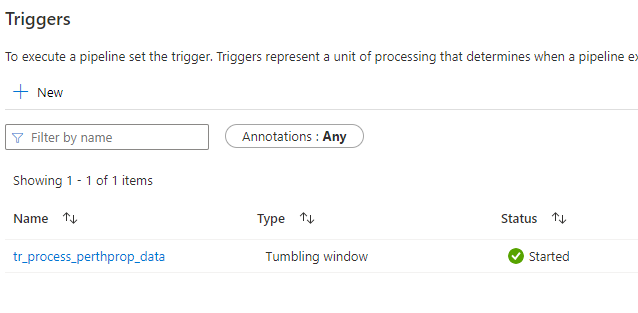 Triggers
To execute a pipeline set the trigger. Triggers represent a unit of processing that determines when a pipeline
New
Filter by name
Annotations : Any
Showing 1 - 1 of 1 items
Name Type Status
tr_process_perthprop_data Tumbling window Started